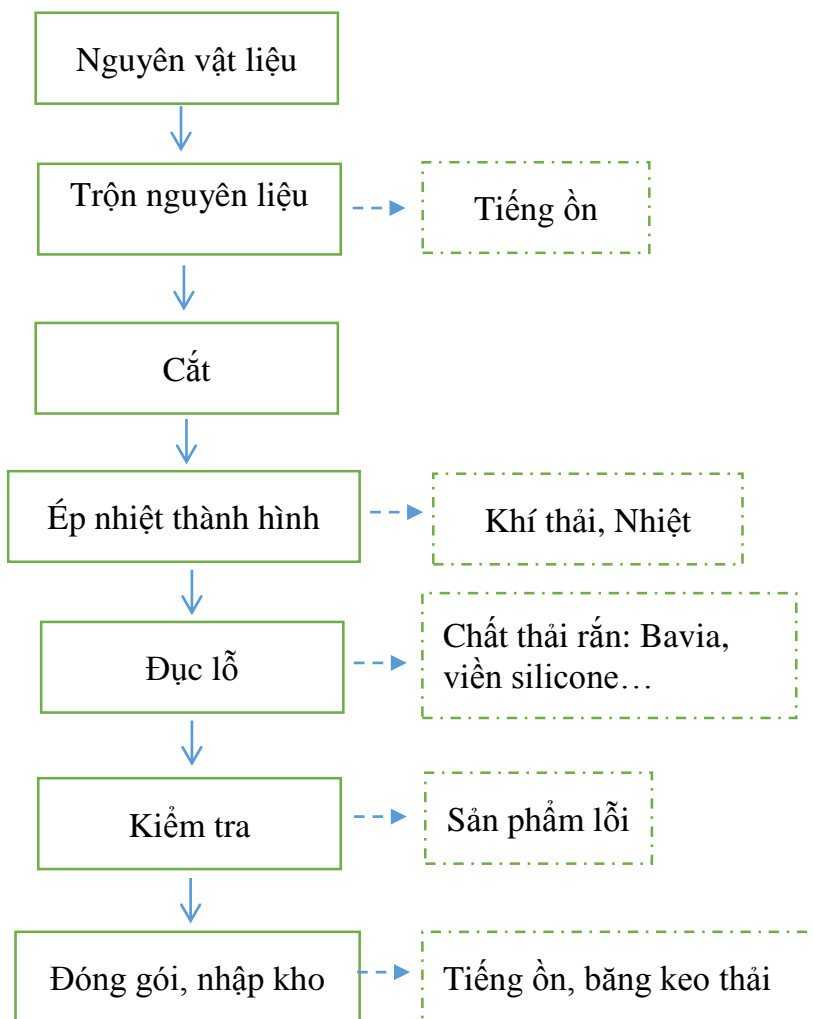 Nguyên vật liệu
Trộn nguyên liệu
Tiếng ồn
Cắt
Ép nhiệt thành hình
Khí thải, Nhiệt
Đục lỗ
Chất thải rắn: Bavia,
viền silicone…
Kiểm tra
Sản phẩm lỗi
Đóng gói, nhập kho
Tiếng ồn, băng keo thải